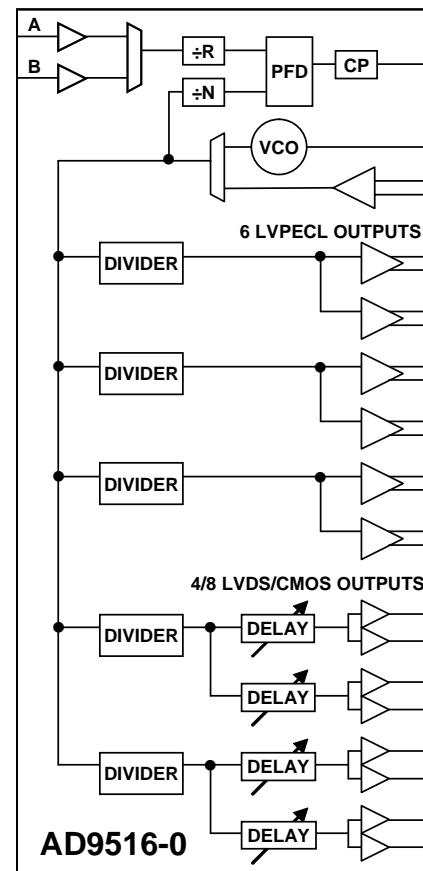 A
B
÷R
÷N
PFD
CP
VCO
6 LVPECL OUTPUTS
DIVIDER
DIVIDER
DIVIDER
4/8 LVDS/CMOS OUTPUTS
DIVIDER
DELAY
DELAY
DIVIDER
DELAY
DELAY
AD9516-0